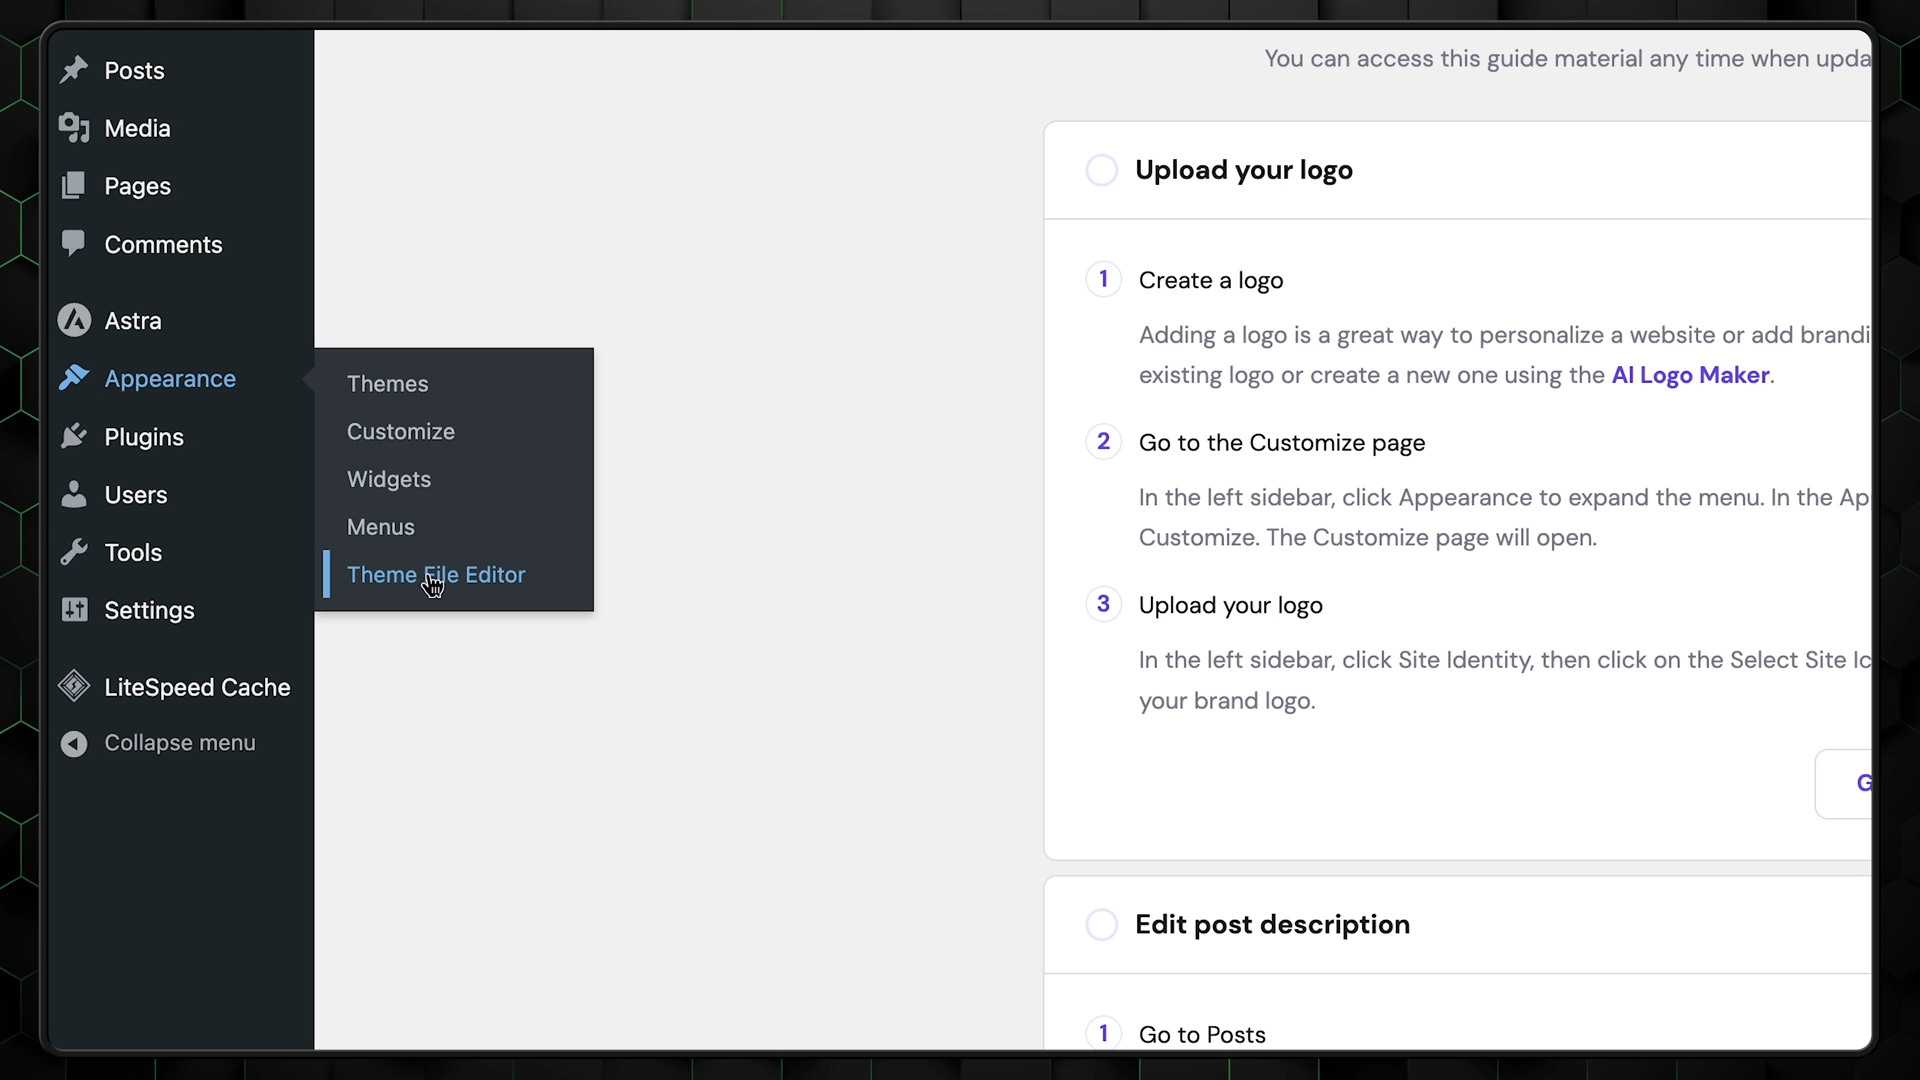 Posts
Media
Pages
Comments
Astra
Appearance
Plugins
Users
Tools
Settings
LiteSpeed Cache
Collapse menu
Themes
Customize
Widgets
Menus
Theme File Editor
You can access this guide material any time when upda
Upload your logo
1 Create a logo
Adding a logo is a great way to personalize a website or add brandi
existing logo or create a new one using the AI Logo Maker.
2 Go to the Customize page
In the left sidebar, click Appearance to expand the menu. In the Ap
Customize. The Customize page will open.
3 Upload your logo
In the left sidebar, click Site Identity, then click on the Select Site Ic
your brand logo.
G
Edit post description
1 Go to Posts